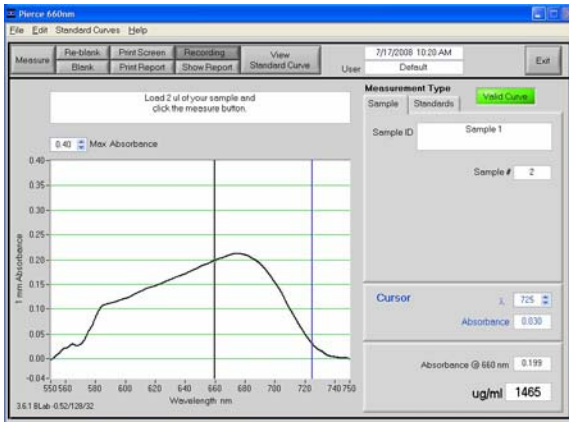 Pierce 660nm
File Edit Standard Curves Help
Measure Re-blank Print Screen Recording View Standard Curve 7/17/2008 10:20 AM Exit
Blank Print Report Show Report User Default
Load 2 ul of your sample and
click the measure button.
Measurement Type
Valid Curve
Sample Standards
Sample ID Sample 1
Sample # 2
0.40 Max Absorbance
1 mm Absorbance
0.40
0.35
0.30
0.25
0.20
0.15
0.10
0.05
0.00
-0.04
550 560 580 600 620 640 660 680 700 720 740 750
Wavelength nm
3.6.1 BLab -0.52/128/32
Cursor λ 725
Absorbance 0.030
Absorbance @ 660 nm 0.199
ug/ml 1465